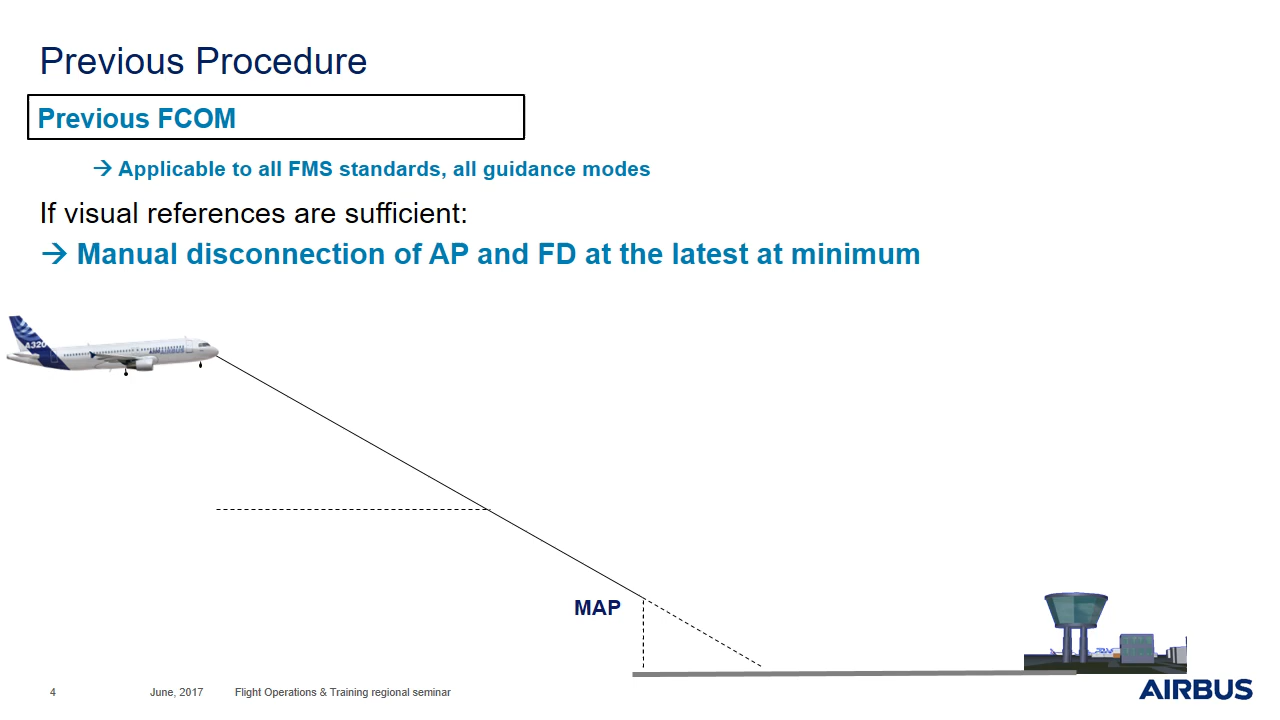 Previous Procedure
Previous FCOM
→ Applicable to all FMS standards, all guidance modes
If visual references are sufficient:
→ Manual disconnection of AP and FD at the latest at minimum
A320
MAP
4 June, 2017 Flight Operations & Training regional seminar
AIRBUS